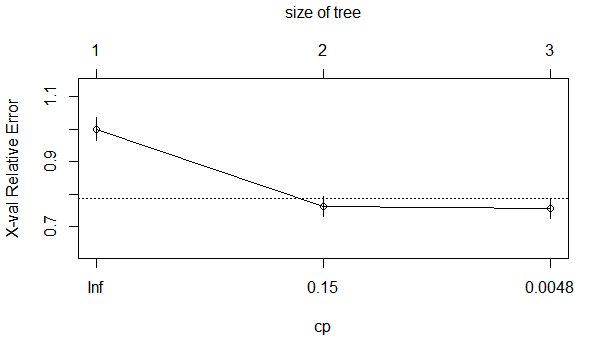 size of tree
1 2 3
X-val Relative Error
1.1
0.9
0.7
Inf 0.15 0.0048
cp